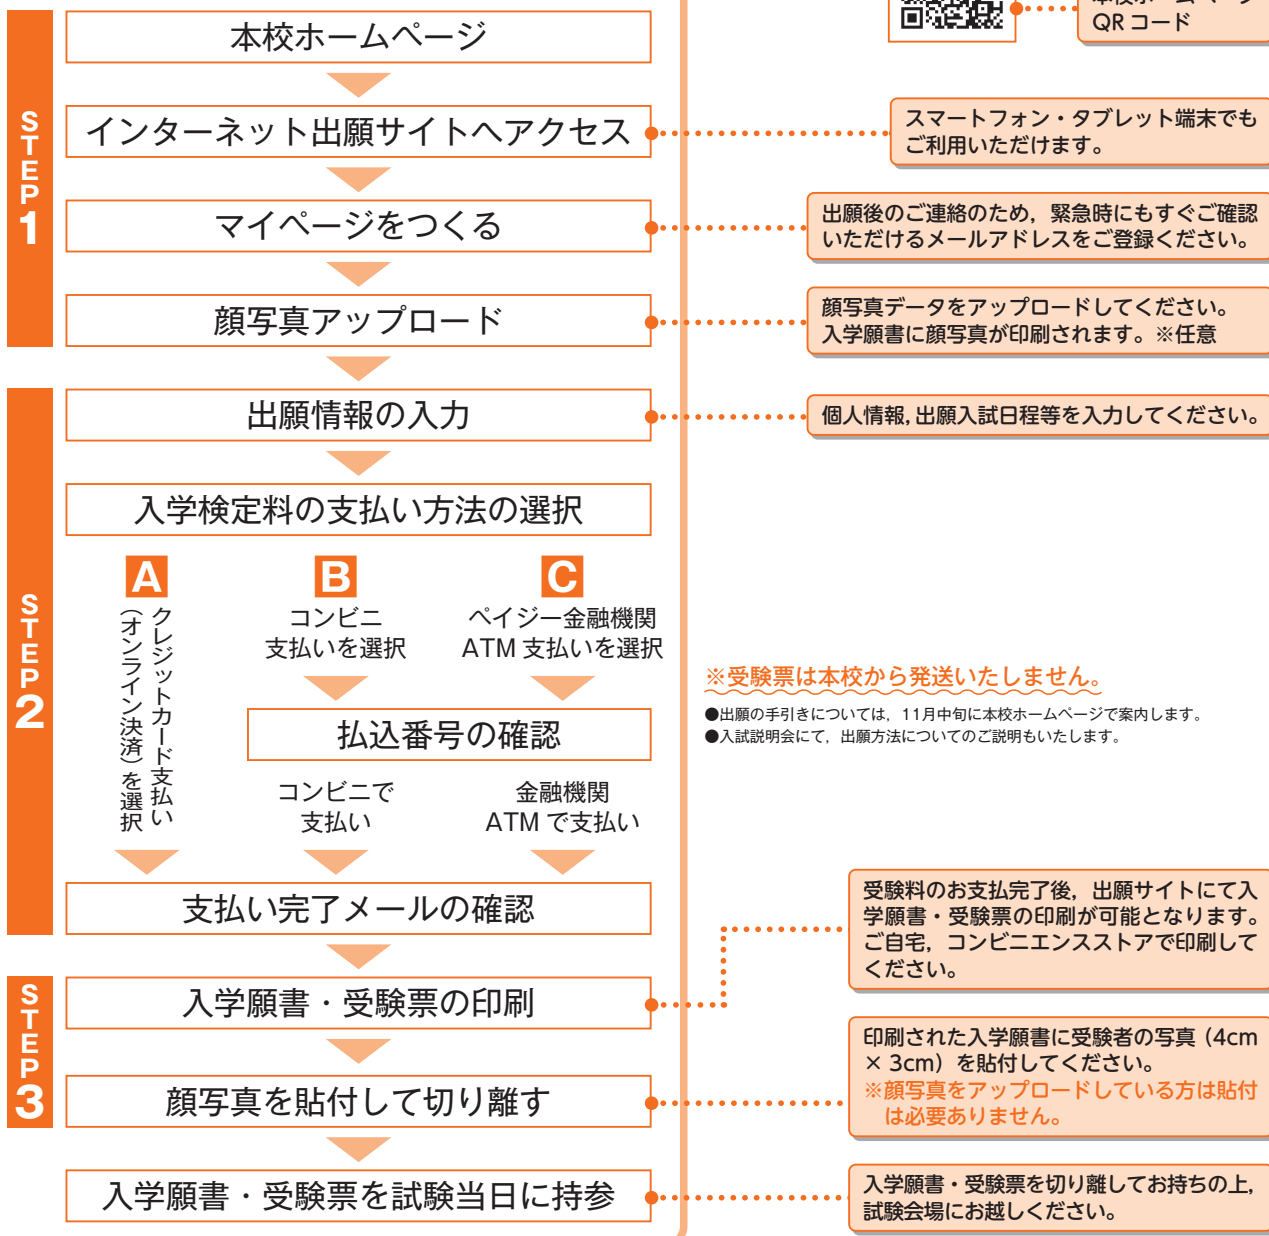 STEP1
本校ホームページ
インターネット出願サイトへアクセス
マイページをつくる
顔写真アップロード
QR コード
スマートフォン・タブレット端末でも
ご利用いただけます。
出願後のご連絡のため，緊急時にもすぐご確認
いただけるメールアドレスをご登録ください。
顔写真データをアップロードしてください。
入学願書に顔写真が印刷されます。※任意
STEP2
出願情報の入力
個人情報，出願入試日程等を入力してください。
入学検定料の支払い方法の選択
A
クレジットカード支払い
（オンライン決済）を選択
B
コンビニ
支払いを選択
C
ペイジー金融機関
ATM 支払いを選択
払込番号の確認
コンビニで
支払い
金融機関
ATM で支払い
支払い完了メールの確認
※受験票は本校から発送いたしません。
●出願の手引きについては，11月中旬に本校ホームページで案内します。
●入試説明会にて，出願方法についてのご説明もいたします。
STEP3
入学願書・受験票の印刷
受験料のお支払完了後，出願サイトにて入
学願書・受験票の印刷が可能となります。
ご自宅，コンビニエンスストアで印刷して
ください。
顔写真を貼付して切り離す
印刷された入学願書に受験者の写真（4cm
× 3cm）を貼付してください。
※顔写真をアップロードしている方は貼付
は必要ありません。
入学願書・受験票を試験当日に持参
入学願書・受験票を切り離してお持ちの上，
試験会場にお越しください。